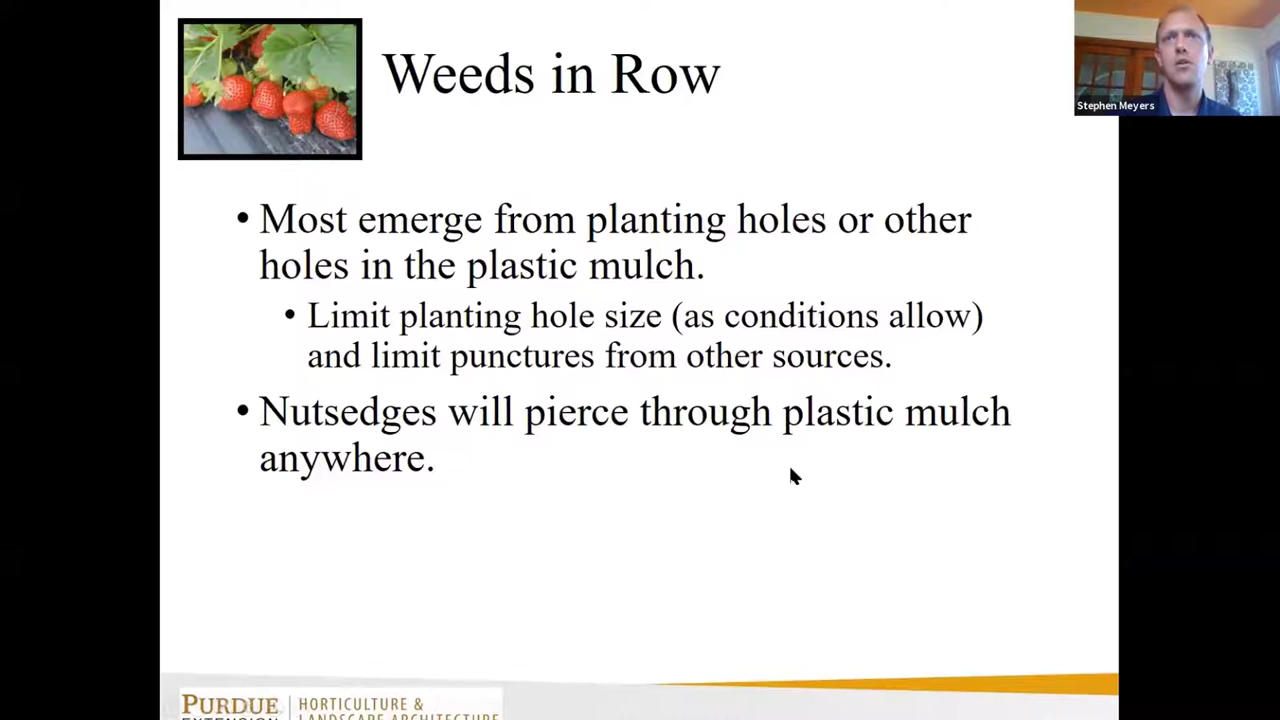 Weeds in Row
Stephen Meyers
• Most emerge from planting holes or other
holes in the plastic mulch.
• Limit planting hole size (as conditions allow)
and limit punctures from other sources.
• Nutsedges will pierce through plastic mulch
anywhere.
PURDUE
EXTENSION
HORTICULTURE &
LANDSCAPE ARCHITECTURE